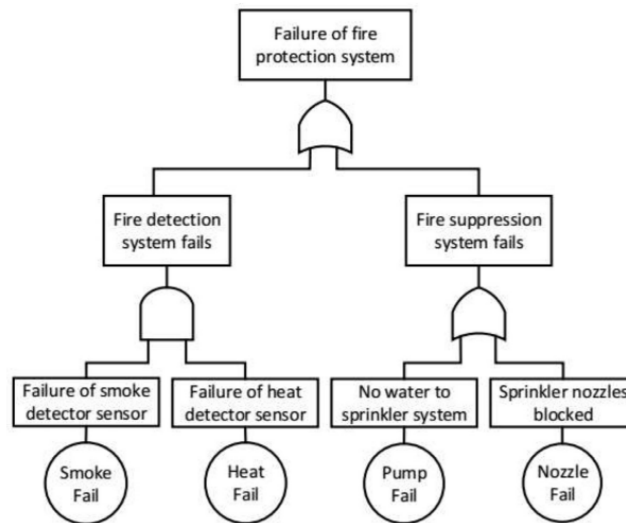 Failure of fire
protection system
Fire detection
system fails
Fire suppression
system fails
Failure of smoke
detector sensor
Failure of heat
detector sensor
No water to
sprinkler system
Sprinkler nozzles
blocked
Smoke
Fail
Heat
Fail
Pump
Fail
Nozzle
Fail